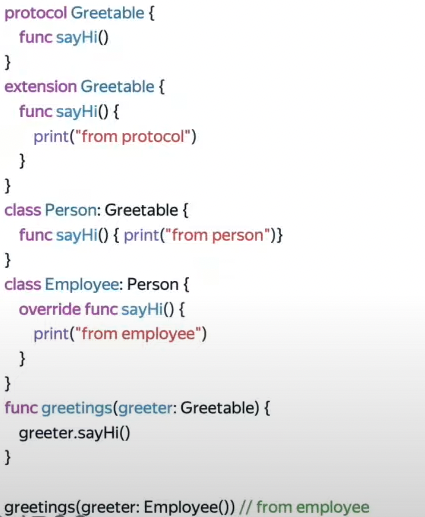 protocol Greetable {
func sayHi()
}
extension Greetable {
func sayHi() {
print("from protocol")
}
}
class Person: Greetable {
func sayHi() { print("from person")}
}
class Employee: Person {
override func sayHi() {
print("from employee")
}
}
func greetings(greeter: Greetable) {
greeter.sayHi()
}
greetings(greeter: Employee()) // from employee